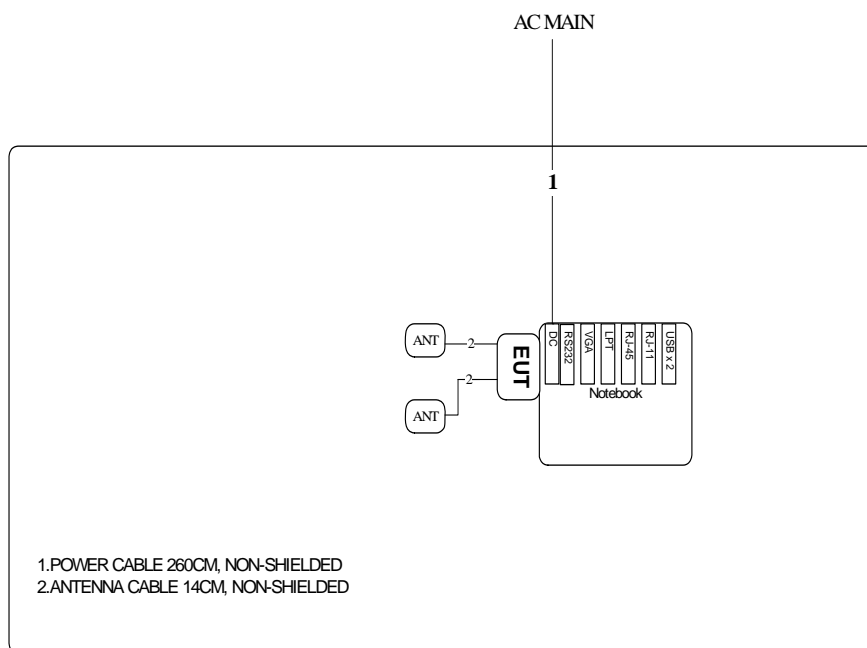 AC MAIN
1
ANT
2
EUT
DC
RS232
VGA
LPT
RJ-45
RJ-11
USB x 2
Notebook
2
ANT
1.POWER CABLE 260CM, NON-SHIELDED
2.ANTENNA CABLE 14CM, NON-SHIELDED